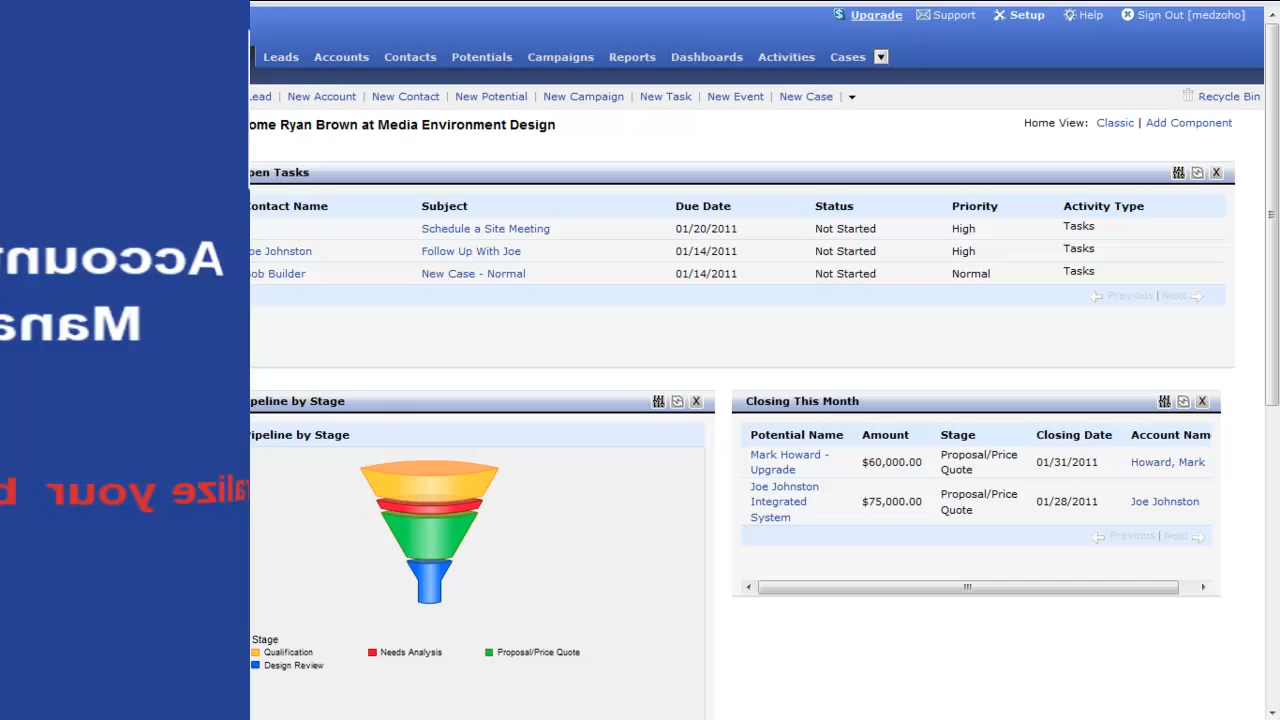 Upgrade Support Setup Help Sign Out [medzoho]
Leads Accounts Contacts Potentials Campaigns Reports Dashboards Activities Cases
New Account | New Contact | New Potential | New Campaign | New Task | New Event | New Case |
Recycle Bin
ome Ryan Brown at Media Environment Design
Home View: Classic | Add Component
pen Tasks
ontact Name Subject Due Date Status Priority Activity Type
Schedule a Site Meeting 01/20/2011 Not Started High Tasks
oe Johnston Follow Up With Joe 01/14/2011 Not Started High Tasks
ob Builder New Case - Normal 01/14/2011 Not Started Normal Tasks
Previous | Next
Accoun
Mana
ralize your b
peline by Stage
ipeline by Stage
Stage
Qualification Needs Analysis Proposal/Price Quote
Design Review
Closing This Month
Potential Name Amount Stage Closing Date Account Nam
Mark Howard -
Upgrade $60,000.00 Proposal/Price
Quote 01/31/2011 Howard, Mark
Joe Johnston
Integrated
System $75,000.00 Proposal/Price
Quote 01/28/2011 Joe Johnston
Previous | Next